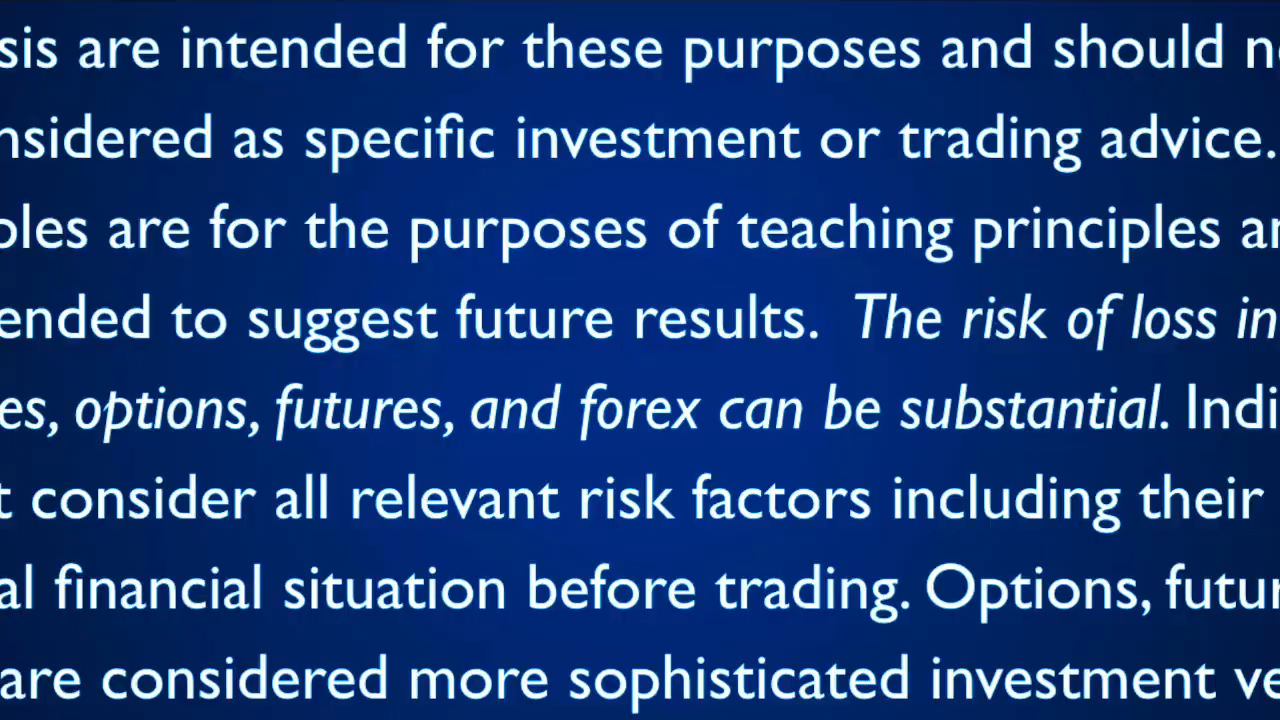 sis are intended for these purposes and should n
nsidered as specific investment or trading advice.
ples are for the purposes of teaching principles an
ended to suggest future results. The risk of loss in
es, options, futures, and forex can be substantial. Indi
t consider all relevant risk factors including their
al financial situation before trading. Options, futur
are considered more sophisticated investment ve